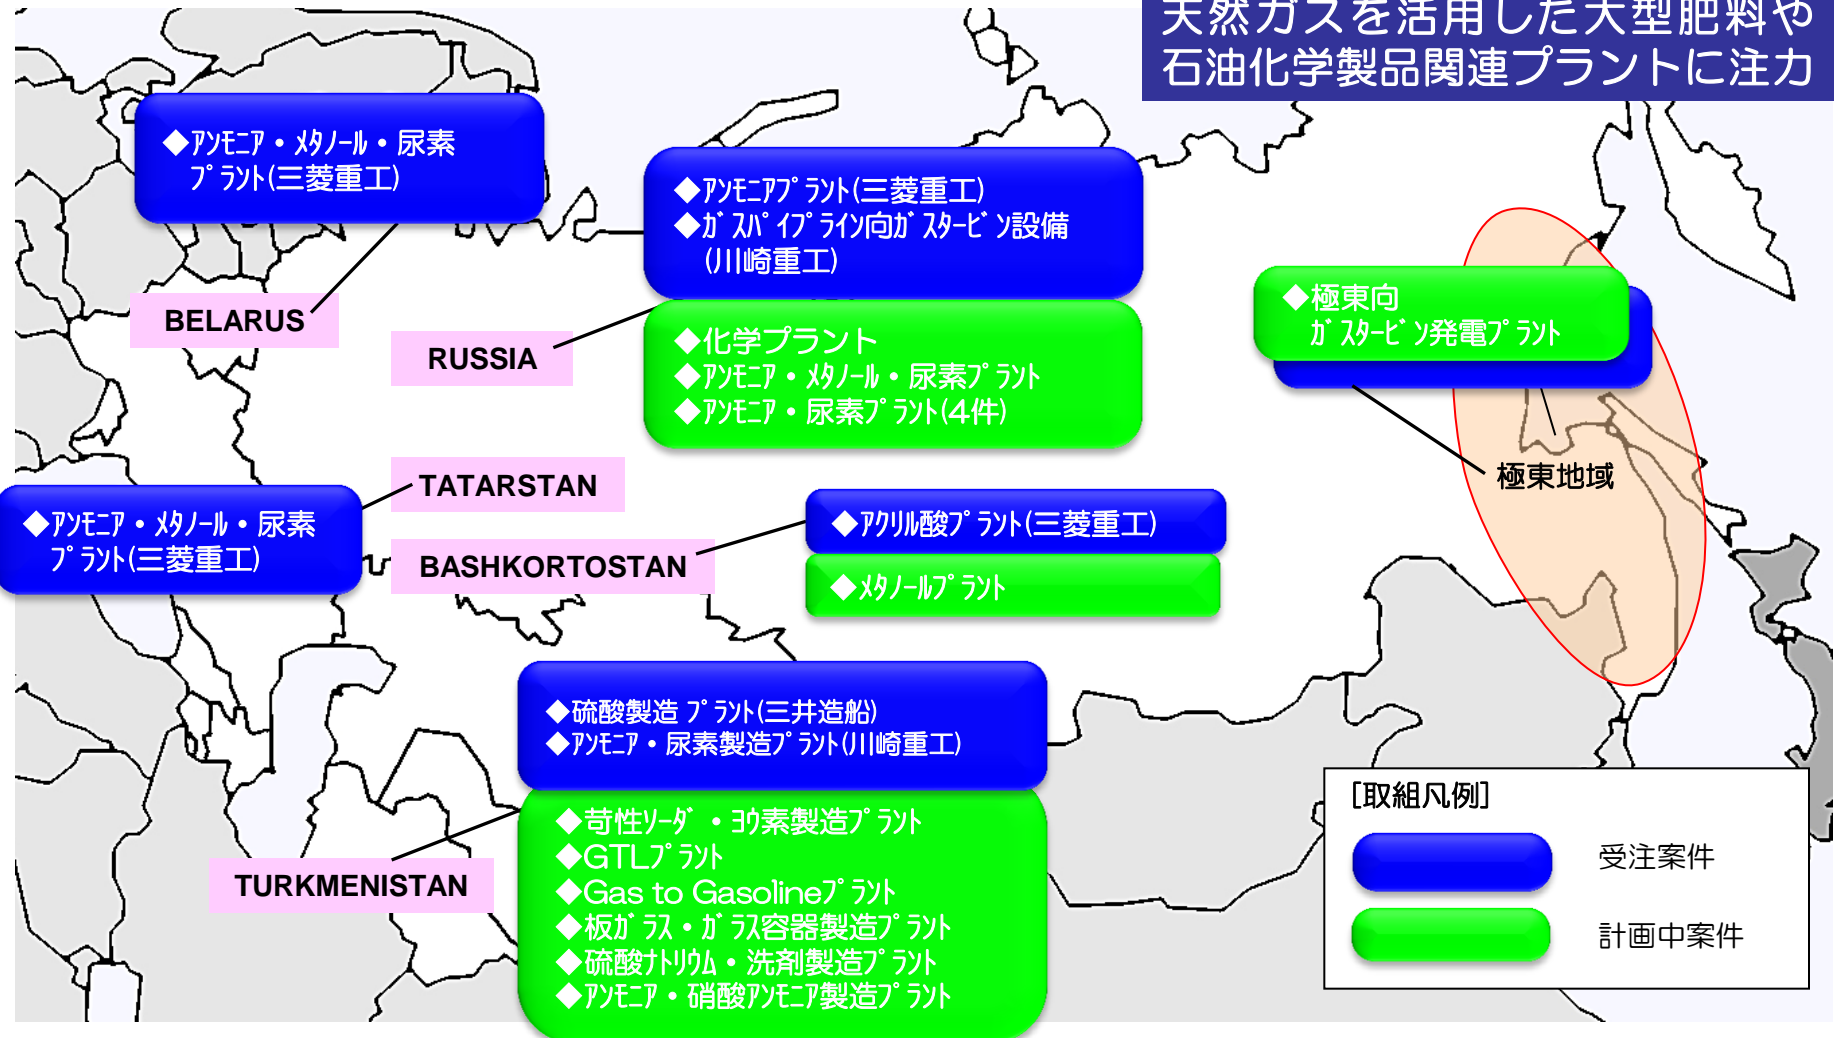 天然ガスを活用した大型肥料や
石油化学製品関連プラントに注力
◆ｱﾝﾓﾆｱ・ﾒﾀﾉｰﾙ・尿素
ﾌﾟﾗﾝﾄ(三菱重工)
BELARUS
◆ｱﾝﾓﾆｱﾌﾟﾗﾝﾄ(三菱重工)
◆ｶﾞｽﾊﾟｲﾌﾟﾗｲﾝ向ｶﾞｽﾀｰﾋﾞﾝ設備
(川崎重工)
RUSSIA
◆化学プラント
◆ｱﾝﾓﾆｱ・ﾒﾀﾉｰﾙ・尿素ﾌﾟﾗﾝﾄ
◆ｱﾝﾓﾆｱ・尿素ﾌﾟﾗﾝﾄ(4件)
◆極東向
ｶﾞｽﾀｰﾋﾞﾝ発電ﾌﾟﾗﾝﾄ
極東地域
TATARSTAN
◆ｱﾝﾓﾆｱ・ﾒﾀﾉｰﾙ・尿素
ﾌﾟﾗﾝﾄ(三菱重工)
BASHKORTOSTAN
◆ｱｸﾘﾙ酸ﾌﾟﾗﾝﾄ(三菱重工)
◆ﾒﾀﾉｰﾙﾌﾟﾗﾝﾄ
◆硫酸製造 ﾌﾟﾗﾝﾄ(三井造船)
◆ｱﾝﾓﾆｱ・尿素製造ﾌﾟﾗﾝﾄ(川崎重工)
TURKMENISTAN
◆苛性ｿｰﾀﾞ・ﾖｳ素製造ﾌﾟﾗﾝﾄ
◆GTLﾌﾟﾗﾝﾄ
◆Gas to Gasolineﾌﾟﾗﾝﾄ
◆板ｶﾞﾗｽ・ｶﾞﾗｽ容器製造ﾌﾟﾗﾝﾄ
◆硫酸ﾅﾄﾘｳﾑ・洗剤製造ﾌﾟﾗﾝﾄ
◆ｱﾝﾓﾆｱ・硝酸ｱﾝﾓﾆｱ製造ﾌﾟﾗﾝﾄ
[取組凡例]
受注案件
計画中案件